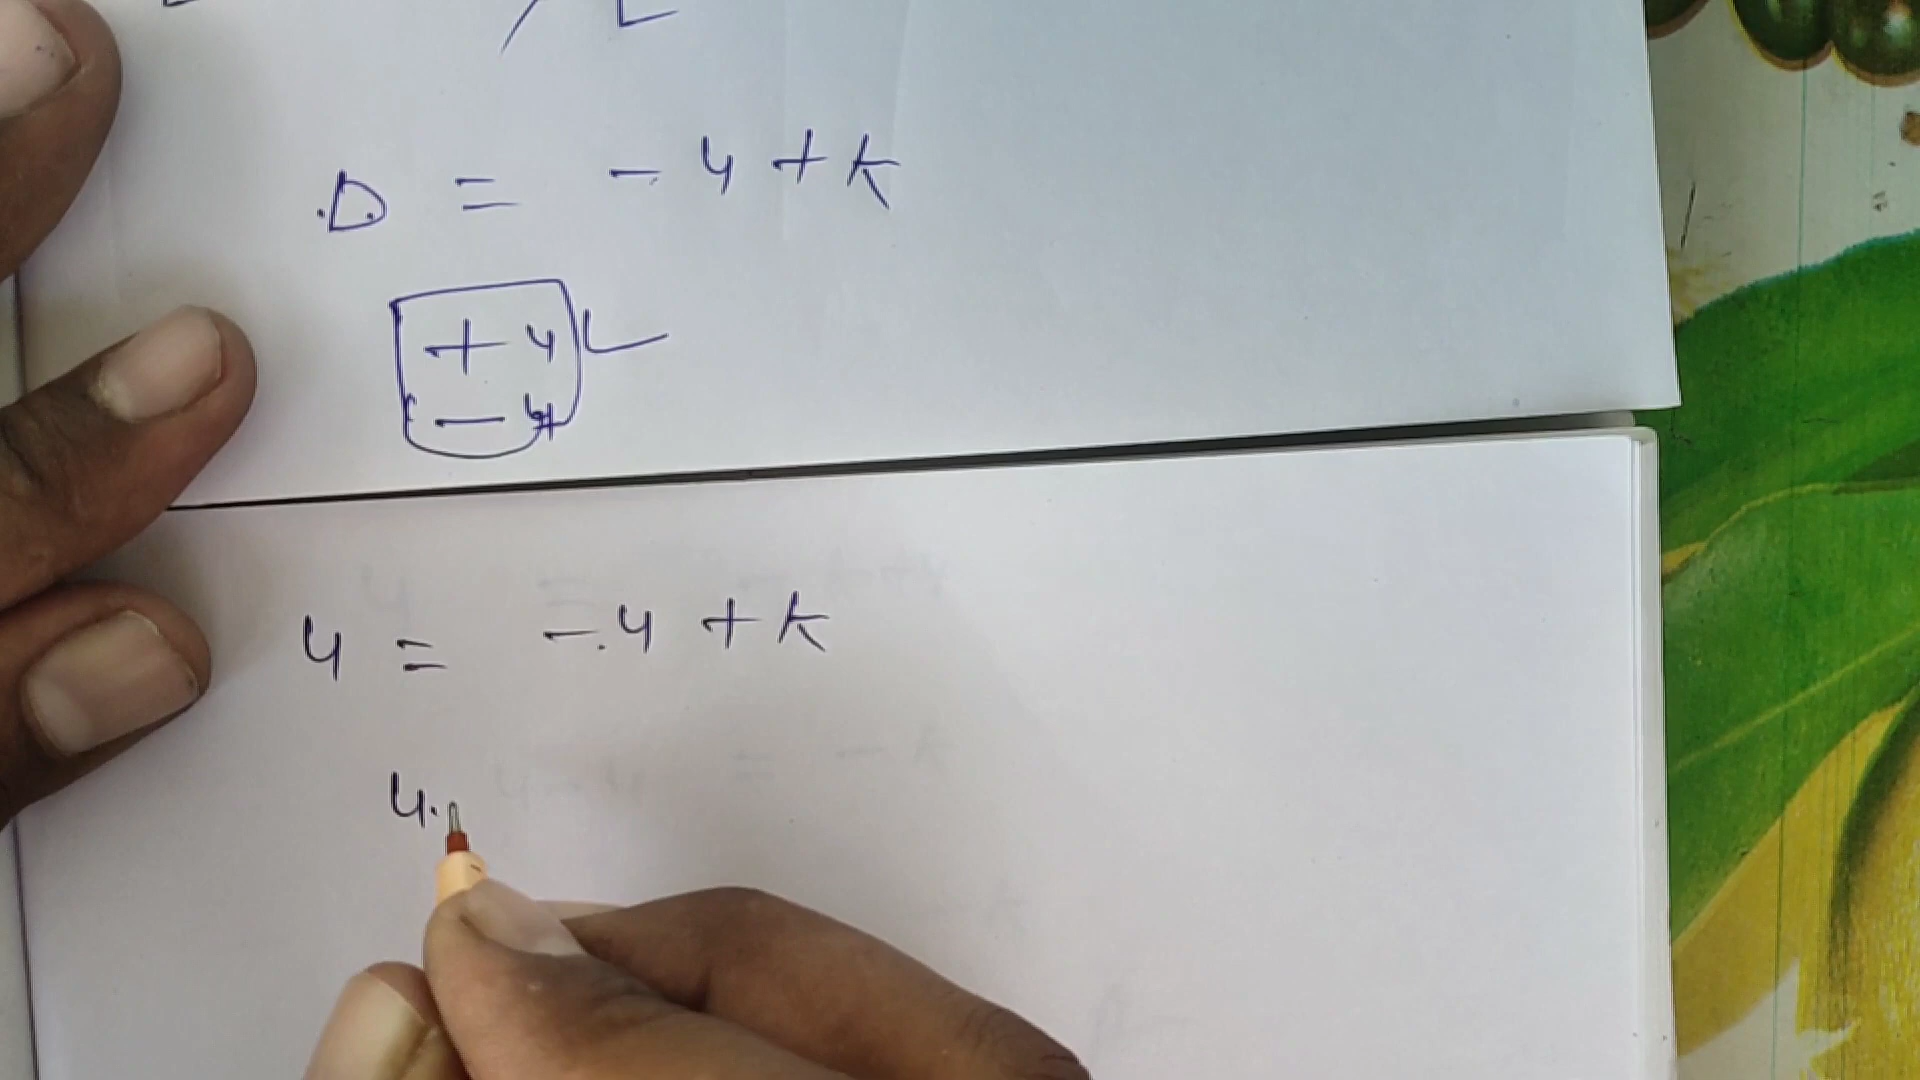 D = - 4 + k
+ 4
- 4
4 = - 4 + k
4